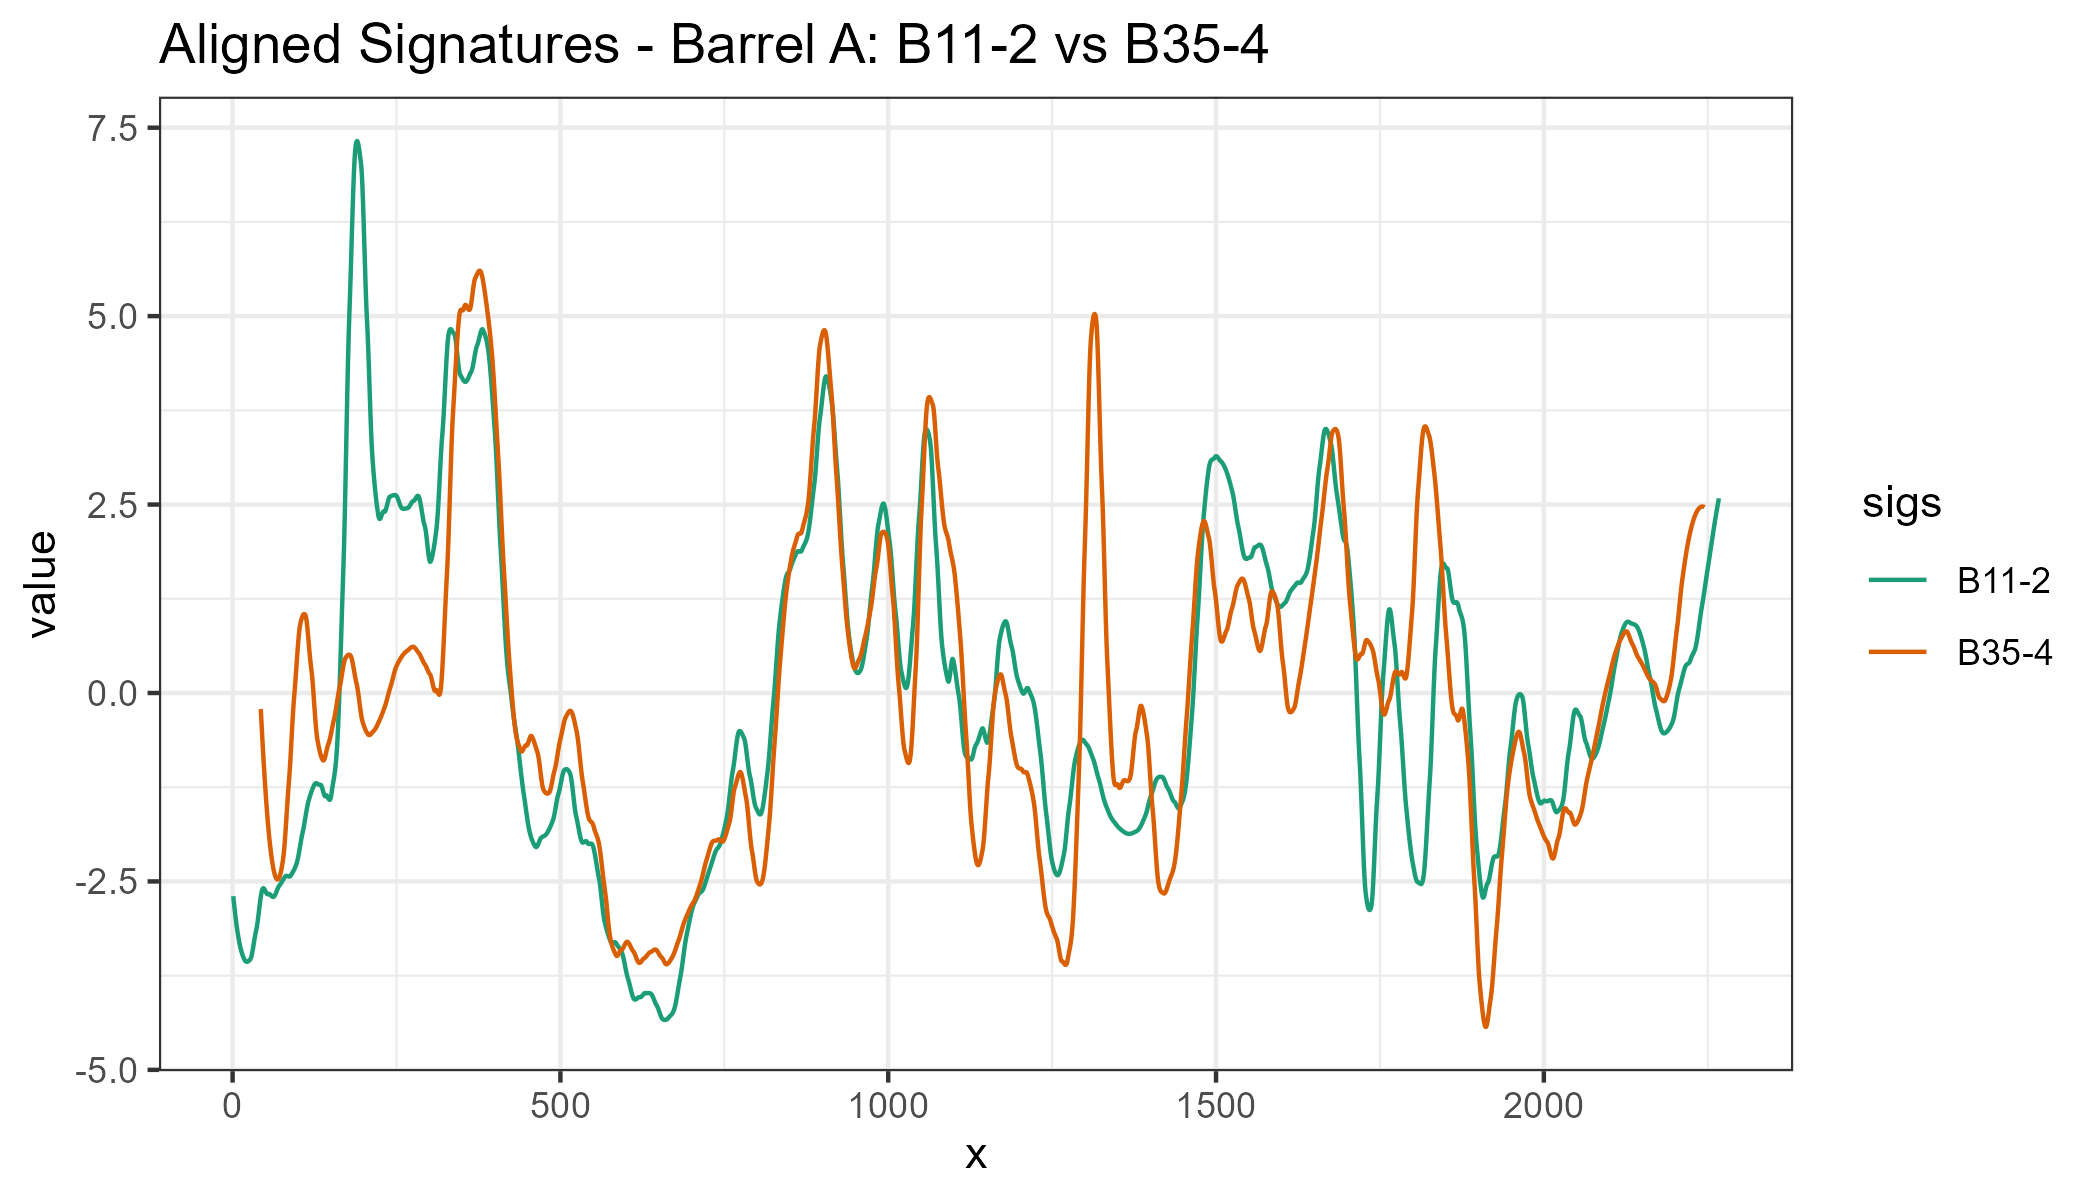 Aligned Signatures - Barrel A: B11-2 vs B35-4
7.5
5.0
2.5
0.0
-2.5
-5.0
value
0
500
1000
1500
2000
x
sigs
B11-2
B35-4